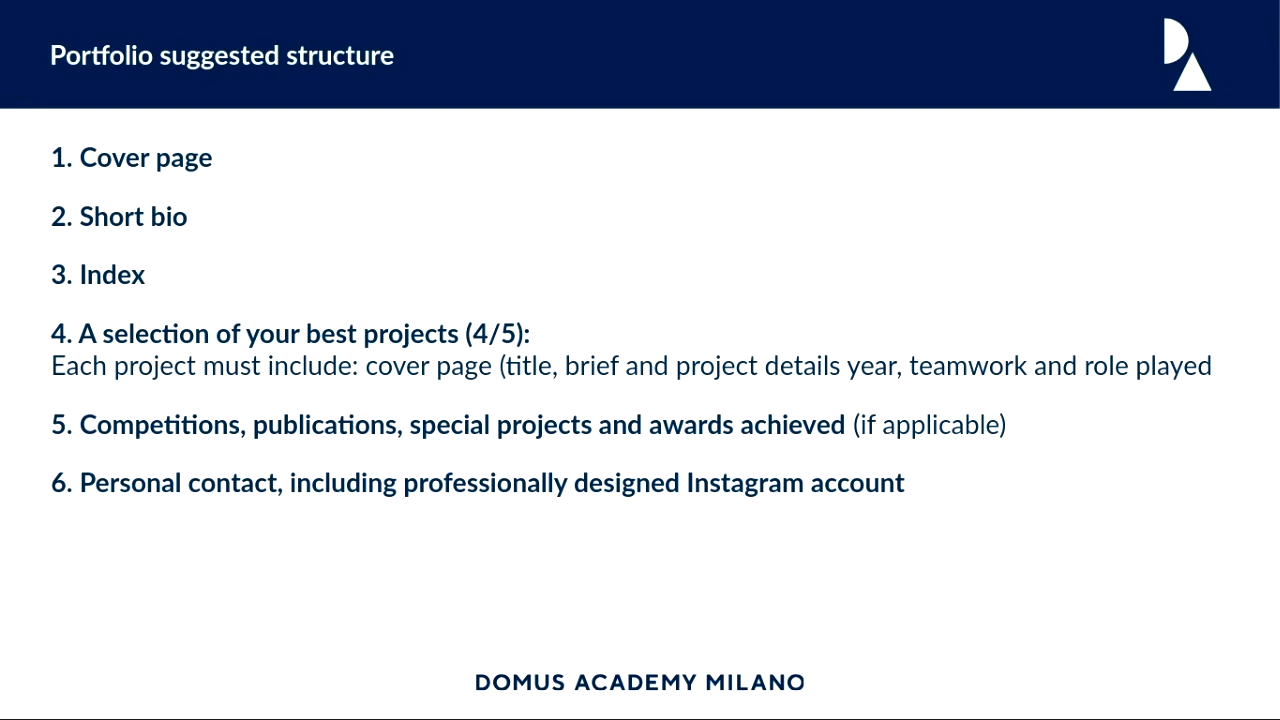 Portfolio suggested structure
1. Cover page
2. Short bio
3. Index
4. A selection of your best projects (4/5):
Each project must include: cover page (title, brief and project details year, teamwork and role played
5. Competitions, publications, special projects and awards achieved (if applicable)
6. Personal contact, including professionally designed Instagram account
DOMUS ACADEMY MILANO